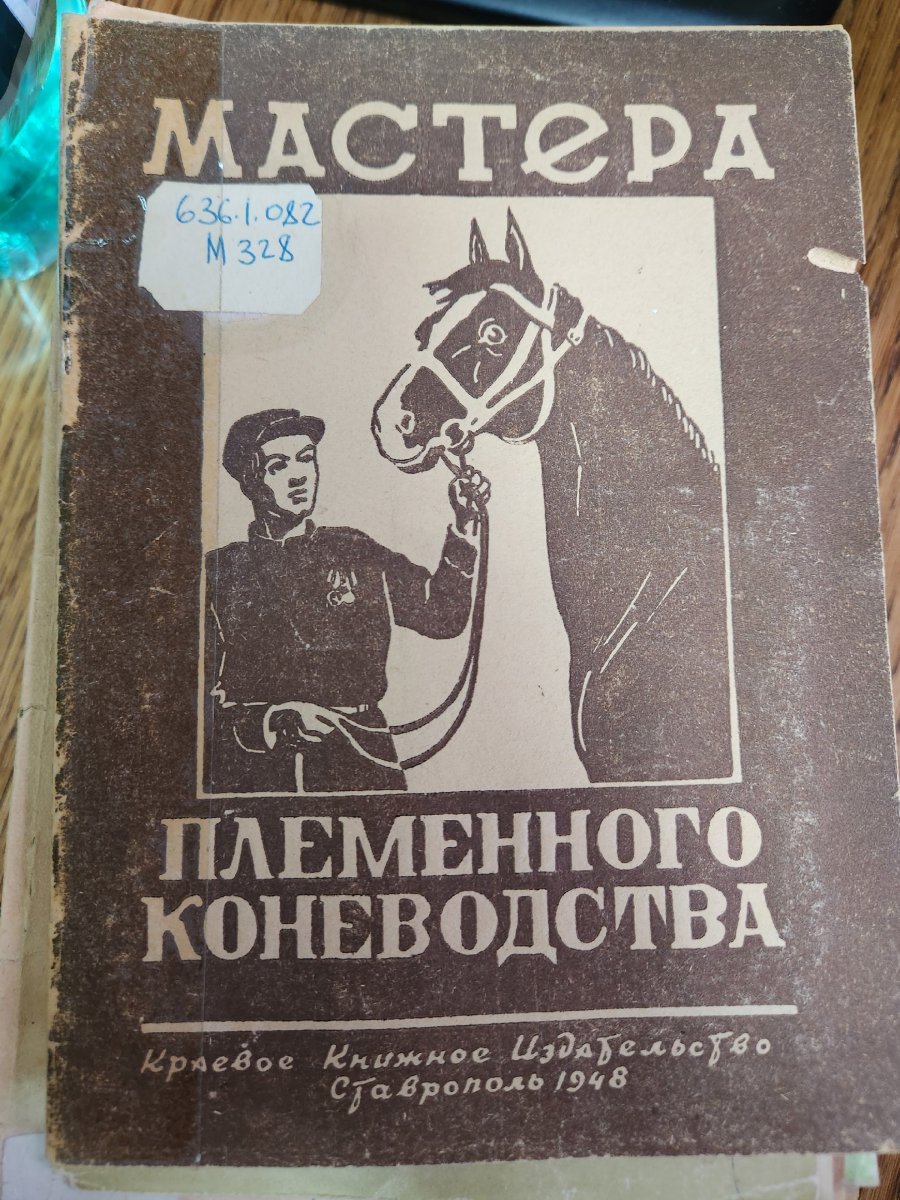 МАСТЕРА
636.1.082
М 328
ПЛЕМЕННОГО
КОНЕВОДСТВА
Краевое Книжное Издательство
Ставрополь 1948